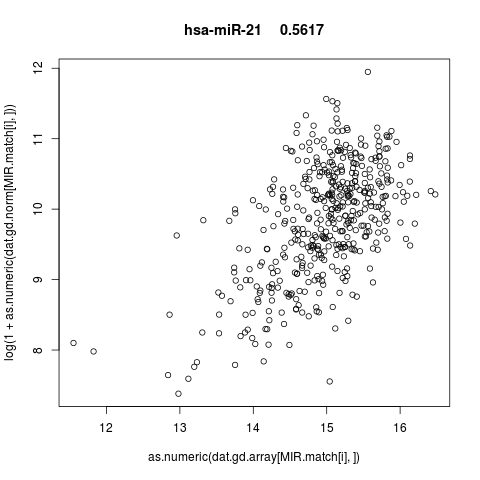 hsa-miR-21 0.5617
12
11
10
9
8
log(1 + as.numeric(dat.gd.norm[MIR.match[i], ]))
12 13 14 15 16
as.numeric(dat.gd.array[MIR.match[i], ])